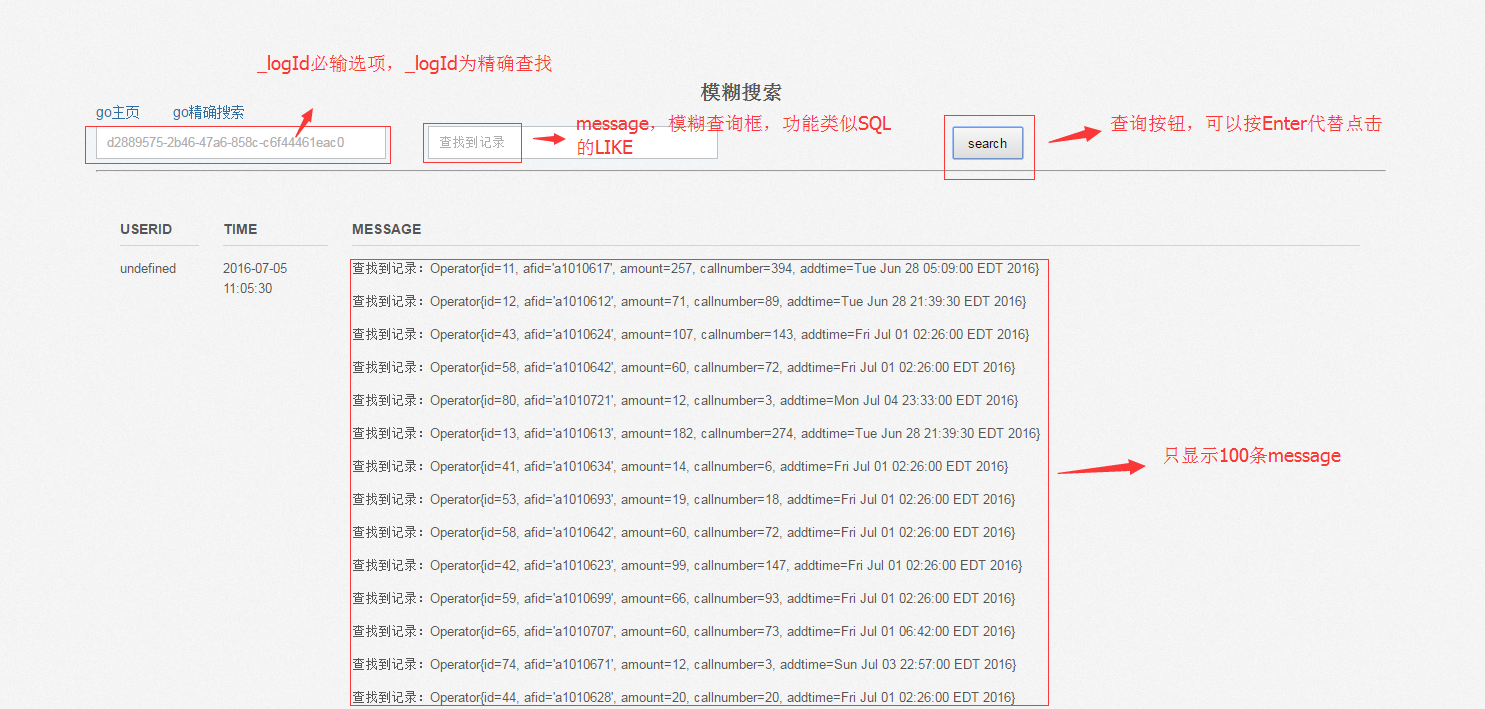 _logId必输选项，_logId为精确查找
模糊搜索
go主页 go精确搜索
d2889575-2b46-47a6-858c-c6f44461eac0
查找到记录
message，模糊查询框，功能类似SQL
的LIKE
search
查询按钮，可以按Enter代替点击
USERID TIME MESSAGE
undefined
2016-07-05
11:05:30
查找到记录：Operator{id=11, afid='a1010617', amount=257, callnumber=394, addtime=Tue Jun 28 05:09:00 EDT 2016}
查找到记录：Operator{id=12, afid='a1010612', amount=71, callnumber=89, addtime=Tue Jun 28 21:39:30 EDT 2016}
查找到记录：Operator{id=43, afid='a1010624', amount=107, callnumber=143, addtime=Fri Jul 01 02:26:00 EDT 2016}
查找到记录：Operator{id=58, afid='a1010642', amount=60, callnumber=72, addtime=Fri Jul 01 02:26:00 EDT 2016}
查找到记录：Operator{id=80, afid='a1010721', amount=12, callnumber=3, addtime=Mon Jul 04 23:33:00 EDT 2016}
查找到记录：Operator{id=13, afid='a1010613', amount=182, callnumber=274, addtime=Tue Jun 28 21:39:30 EDT 2016}
查找到记录：Operator{id=41, afid='a1010634', amount=14, callnumber=6, addtime=Fri Jul 01 02:26:00 EDT 2016}
查找到记录：Operator{id=53, afid='a1010693', amount=19, callnumber=18, addtime=Fri Jul 01 02:26:00 EDT 2016}
查找到记录：Operator{id=58, afid='a1010642', amount=60, callnumber=72, addtime=Fri Jul 01 02:26:00 EDT 2016}
查找到记录：Operator{id=42, afid='a1010623', amount=99, callnumber=147, addtime=Fri Jul 01 02:26:00 EDT 2016}
查找到记录：Operator{id=59, afid='a1010699', amount=66, callnumber=93, addtime=Fri Jul 01 02:26:00 EDT 2016}
查找到记录：Operator{id=65, afid='a1010707', amount=60, callnumber=73, addtime=Fri Jul 01 06:42:00 EDT 2016}
查找到记录：Operator{id=74, afid='a1010671', amount=12, callnumber=3, addtime=Sun Jul 03 22:57:00 EDT 2016}
查找到记录：Operator{id=44, afid='a1010628', amount=20, callnumber=20, addtime=Fri Jul 01 02:26:00 EDT 2016}
只显示100条message